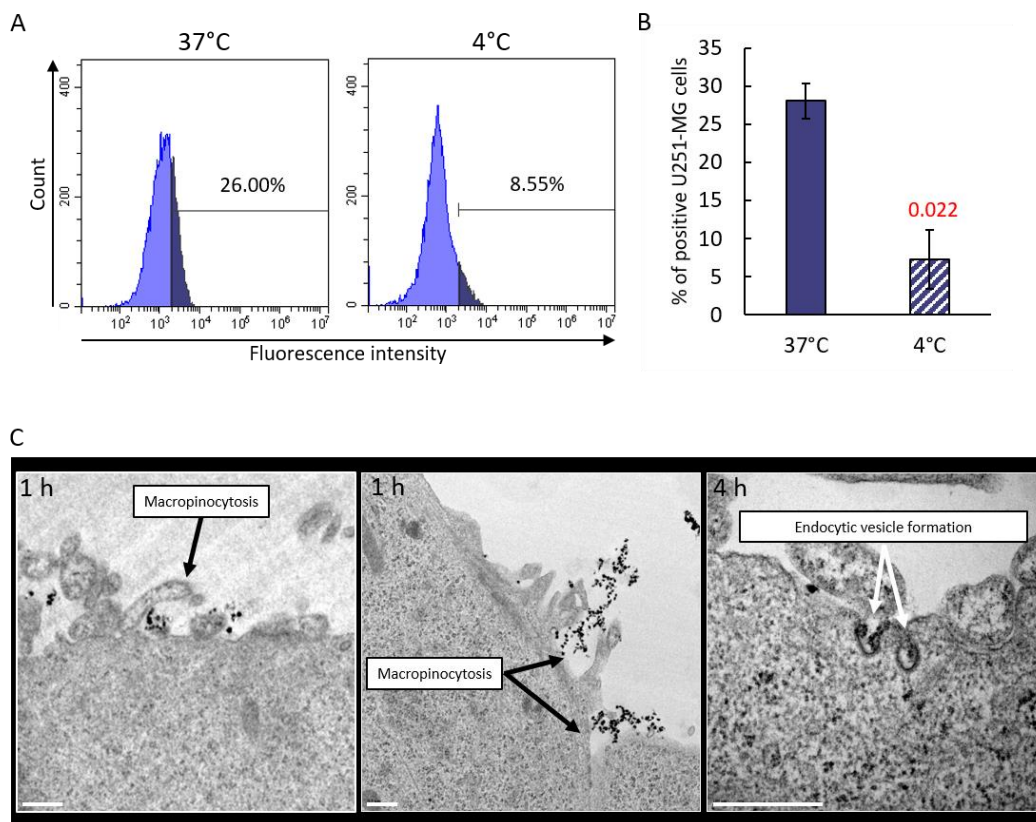 A
37°C
4°C
Count
400
200
0
26.00%
10² 10³ 10⁴ 10⁵ 10⁶ 10⁷
400
200
0
8.55%
10² 10³ 10⁴ 10⁵ 10⁶ 10⁷
Fluorescence intensity
B
% of positive U251-MG cells
35
30
25
20
15
10
5
0
0.022
37°C
4°C
C
1 h
Macropinocytosis
1 h
Macropinocytosis
4 h
Endocytic vesicle formation